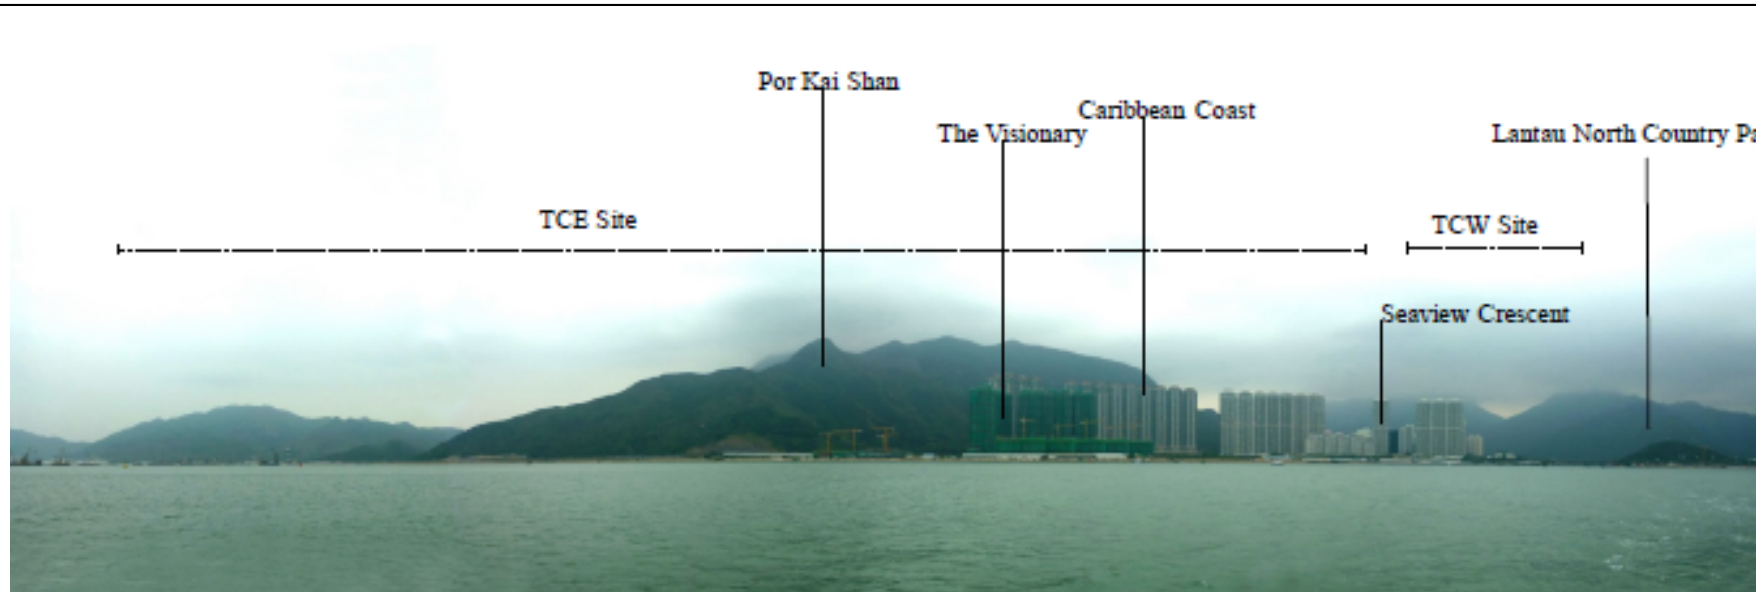 Por Kai Shan
Caribbean Coast
The Visionary
Lantau North Country Pa
TCE Site
TCW Site
Seaview Crescent